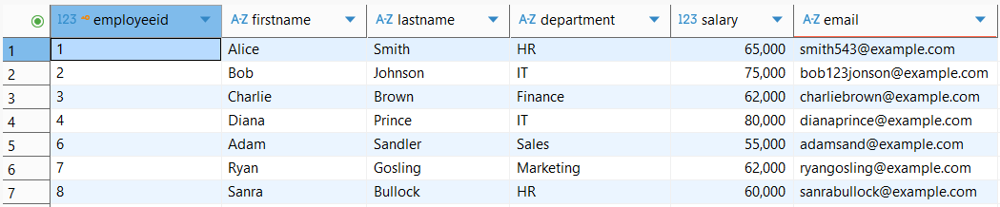 123 employeeid A-Z firstname A-Z lastname A-Z department 123 salary A-Z email
1 1 Alice Smith HR 65,000 smith543@example.com
2 2 Bob Johnson IT 75,000 bob123jonson@example.com
3 3 Charlie Brown Finance 62,000 charliebrown@example.com
4 4 Diana Prince IT 80,000 dianaprince@example.com
5 6 Adam Sandler Sales 55,000 adamsand@example.com
6 7 Ryan Gosling Marketing 62,000 ryangosling@example.com
7 8 Sanra Bullock HR 60,000 sanrabullock@example.com